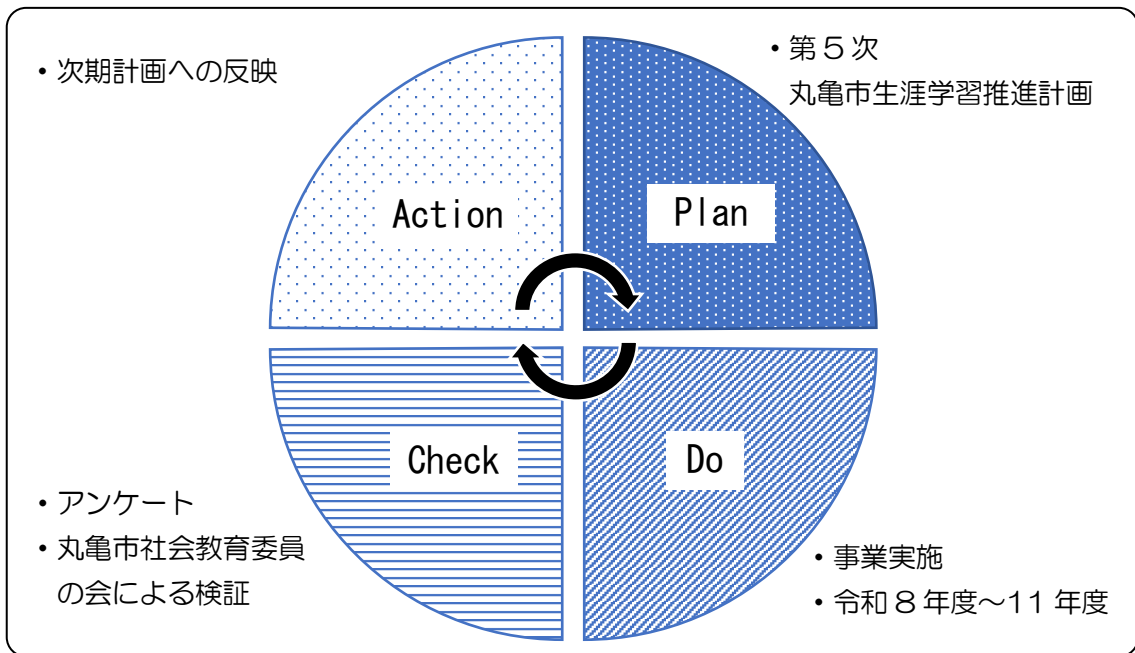 ・次期計画への反映
・第５次
丸亀市生涯学習推進計画
Action
Plan
Check
Do
・アンケート
・丸亀市社会教育委員
の会による検証
・事業実施
・令和８年度～11 年度